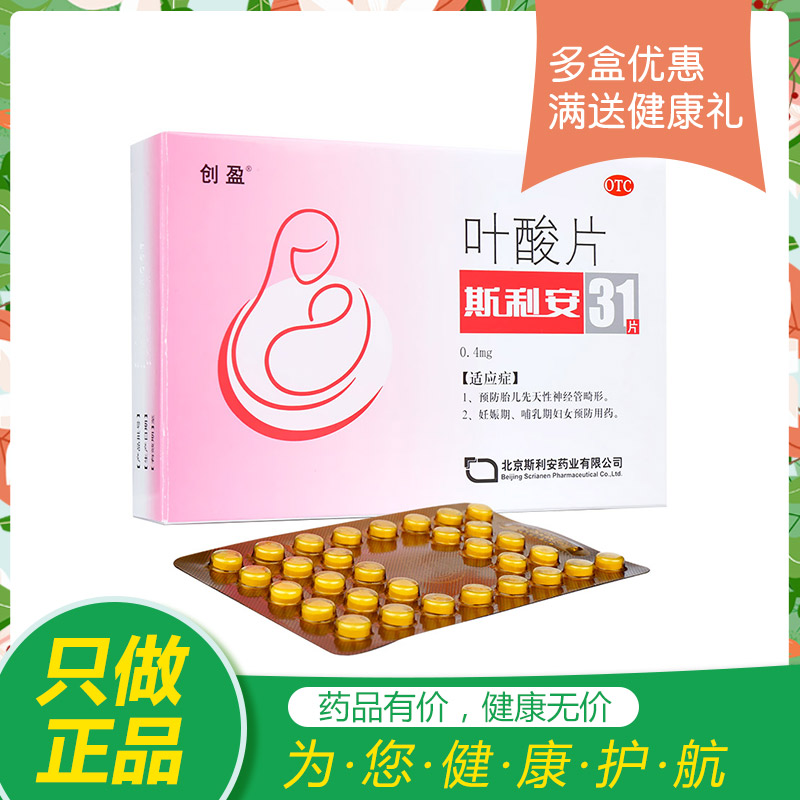 多盒优惠
满送健康礼
创盈®
OTC
叶酸片
斯利安 31片
0.4mg
【适应症】
1、预防胎儿先天性神经管畸形。
2、妊娠期、哺乳期妇女预防用药。
北京斯利安药业有限公司
Beijing Scrianen Pharmaceutical Co.,Ltd.
只做
正品
药品有价，健康无价
为·您·健·康·护·航